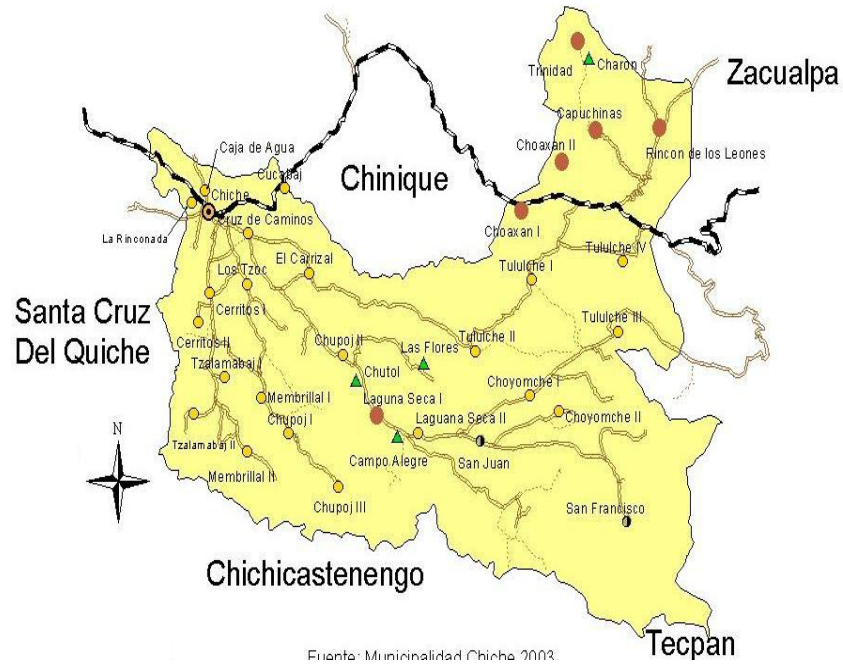 Trinidad
Charon
Zacualpa
Capuchinas
Choaxan II
Rincon de los Leones
Caja de Agua
Cucabaj
Chinique
Chiche
La Rinconada
Cruz de Caminos
Choaxan I
El Carrizal
Tululche IV
Los Tzoc
Tululche I
Santa Cruz
Del Quiche
Cerritos I
Tululche III
Cerritos II
Chupoj II
Las Flores
Tululche II
Tzalamabaj I
Chutol
Choyomche I
Membrillal I
Laguna Seca I
Chupoj I
Laguana Seca II
Choyomche II
Tzalamabaj II
Campo Alegre
San Juan
Membrillal II
N
Chupoj III
San Francisco
Chichicastenengo
Tecpan
Fuente: Municipalidad Chiche 2003